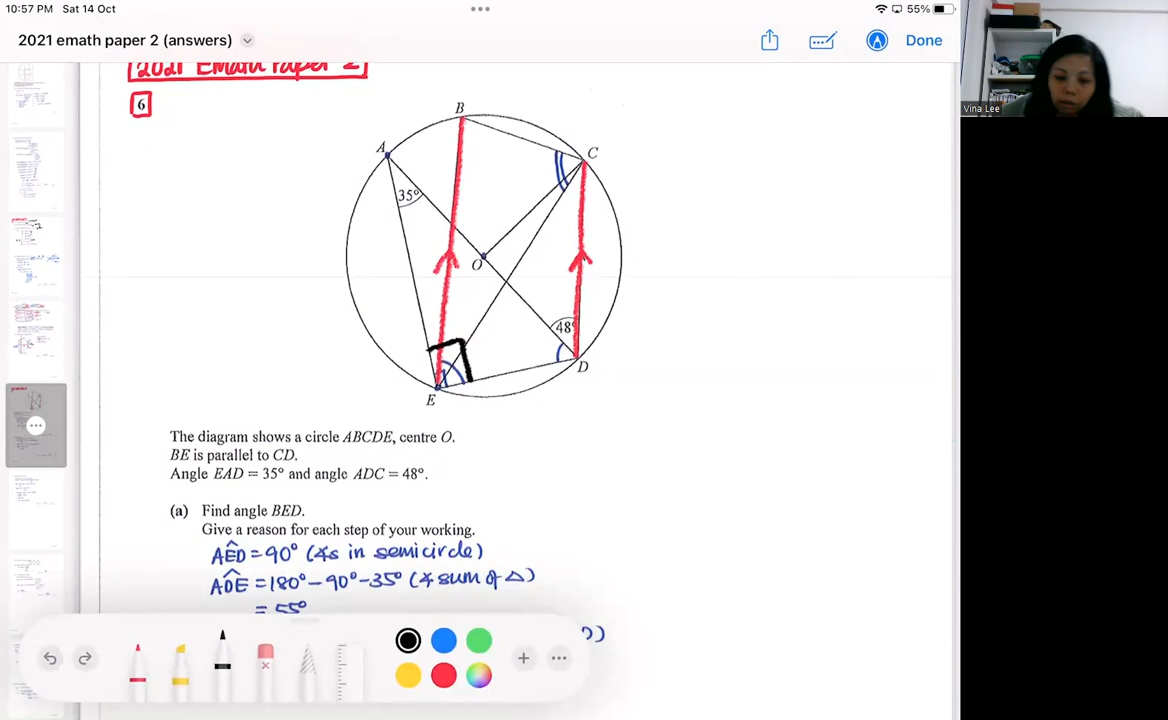 10:57 PM Sat 14 Oct
55%
2021 emath paper 2 (answers)
Done
2021 EMath Paper 2
Vina Lee
6
B
A
C
35°
O
48°
D
E
The diagram shows a circle ABCDE, centre O.
BE is parallel to CD.
Angle EAD = 35° and angle ADC = 48°.
(a) Find angle BED.
Give a reason for each step of your working.
AÊD = 90° (∡s in semicircle)
AD̂E = 180° − 90° − 35° (∡ sum of △)
= 55°